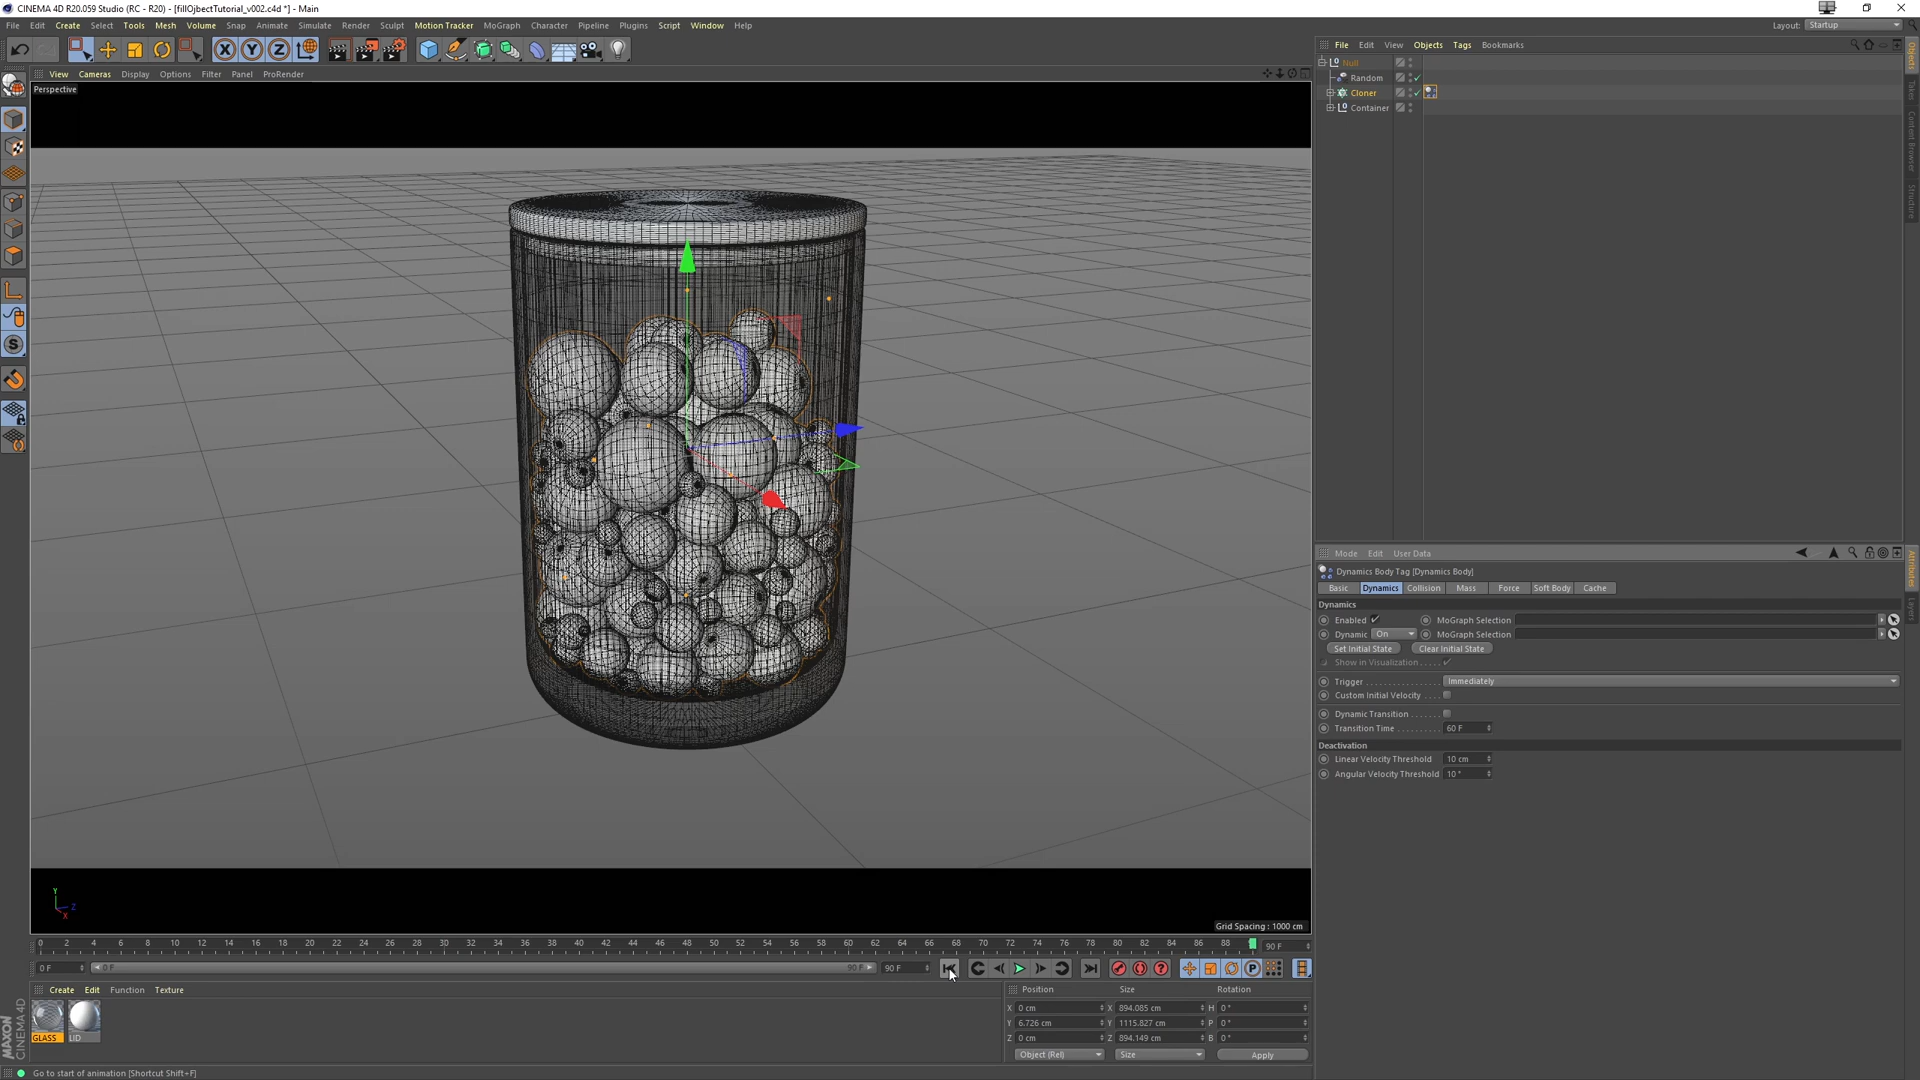 CINEMA 4D R20.059 Studio (RC - R20) - [fillOjbectTutorial_v002.c4d *] - Main
File Edit Create Select Tools Mesh Volume Snap Animate Simulate Render Sculpt Motion Tracker MoGraph Character Pipeline Plugins Script Window Help
Layout: Startup
File Edit View Objects Tags Bookmarks
View Cameras Display Options Filter Panel ProRender
Perspective
Null
Random
Cloner
Container
Objects
Takes
Content Browser
Structure
Mode Edit User Data
Dynamics Body Tag [Dynamics Body]
Basic Dynamics Collision Mass Force Soft Body Cache
Dynamics
Enabled MoGraph Selection
Dynamic On MoGraph Selection
Set Initial State Clear Initial State
Show in Visualization . . . . .
Trigger . . . . . . . . . . . . . . . . Immediately
Custom Initial Velocity . . . .
Dynamic Transition . . . . . . .
Transition Time . . . . . . . . . . 60 F
Deactivation
Linear Velocity Threshold 10 cm
Angular Velocity Threshold 10 °
Attributes
Layers
Y
Z
X
Grid Spacing : 1000 cm
0 2 4 6 8 10 12 14 16 18 20 22 24 26 28 30 32 34 36 38 40 42 44 46 48 50 52 54 56 58 60 62 64 66 68 70 72 74 76 78 80 82 84 86 88 90 F
0 F 0 F 90 F 90 F
Create Edit Function Texture
GLASS LID
Position Size Rotation
X 0 cm X 894.085 cm H 0 °
Y 6.726 cm Y 1115.827 cm P 0 °
Z 0 cm Z 894.149 cm B 0 °
Object (Rel) Size Apply
MAXON
CINEMA 4D
Go to start of animation [Shortcut Shift+F]